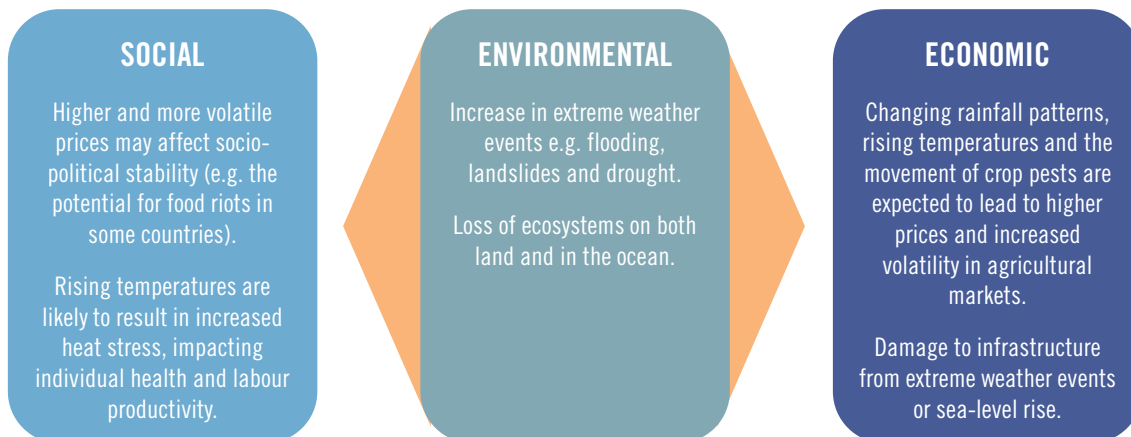 SOCIAL
Higher and more volatile
prices may affect socio-
political stability (e.g. the
potential for food riots in
some countries).
Rising temperatures are
likely to result in increased
heat stress, impacting
individual health and labour
productivity.
ENVIRONMENTAL
Increase in extreme weather
events e.g. flooding,
landslides and drought.
Loss of ecosystems on both
land and in the ocean.
ECONOMIC
Changing rainfall patterns,
rising temperatures and the
movement of crop pests are
expected to lead to higher
prices and increased
volatility in agricultural
markets.
Damage to infrastructure
from extreme weather events
or sea-level rise.